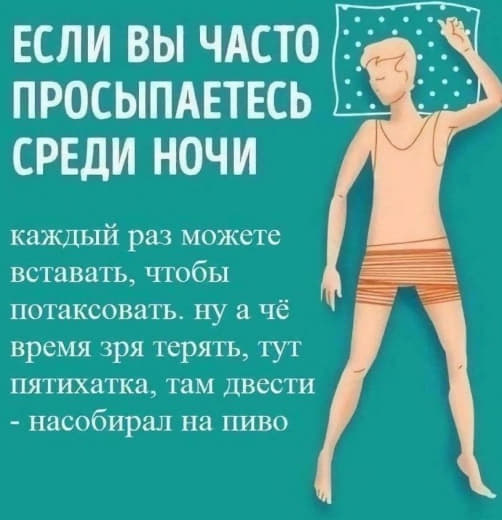 ЕСЛИ ВЫ ЧАСТО
ПРОСЫПАЕТЕСЬ
СРЕДИ НОЧИ
каждый раз можете
вставать, чтобы
потаксовать. ну а чё
время зря терять, тут
пятихатка, там двести
- насобирал на пиво